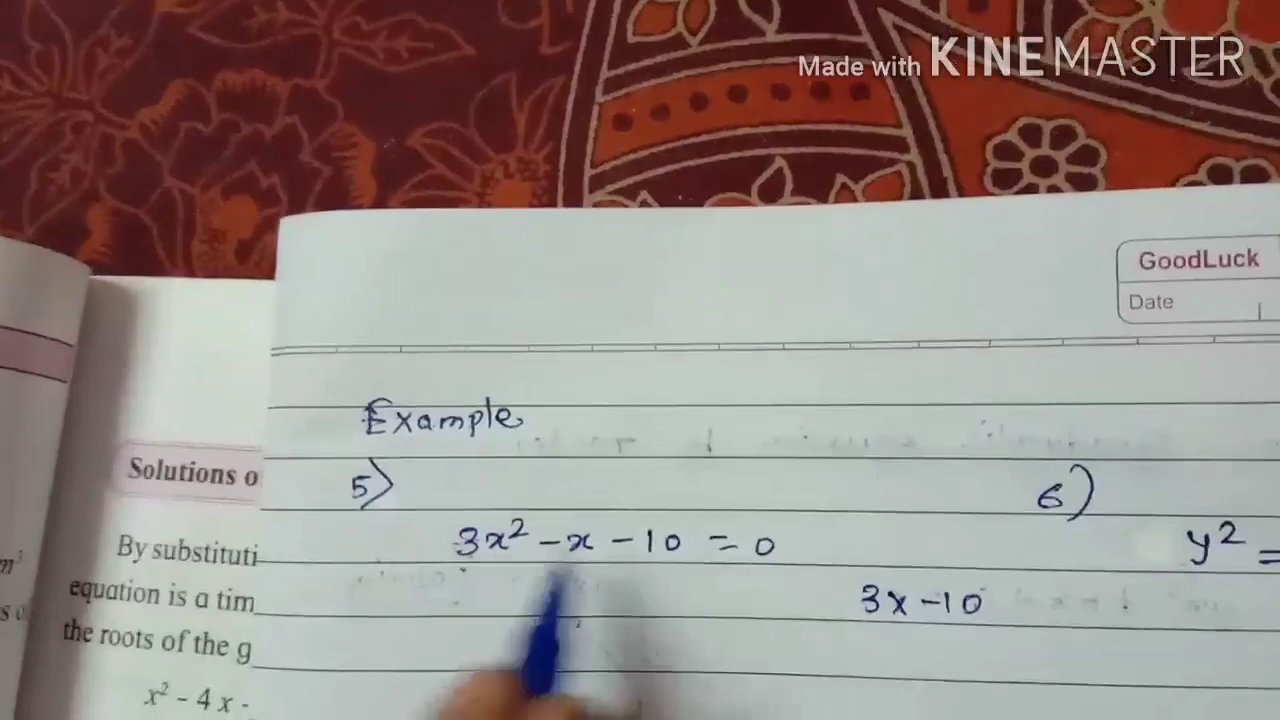 Made with KINEMASTER
GoodLuck
Date
Example
5)
6)
3x² - x - 10 = 0
y² =
3x - 10
Solutions o
By substituti
equation is a tim
the roots of the g
x² - 4 x -
m³